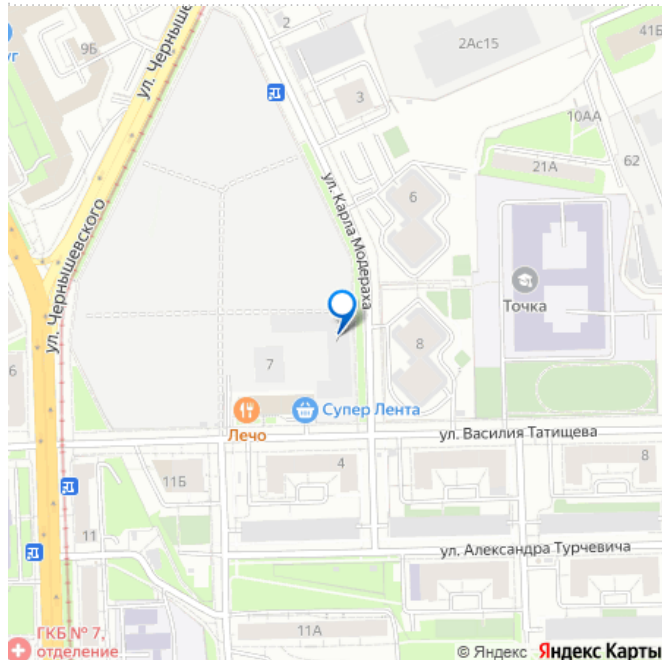 2
9Б
уг
ул. Чернышевского
2Ас15
41Б
3
10АА
62
21А
ул. Карла Модераха
6
Точка
ул. Чернышевского
8
7
6
Супер Лента
Лечо
ул. Василия Татищева
4
8
11Б
11
ул. Александра Турчевича
11А
ГКБ № 7,
отделение
© Яндекс Яндекс Карты